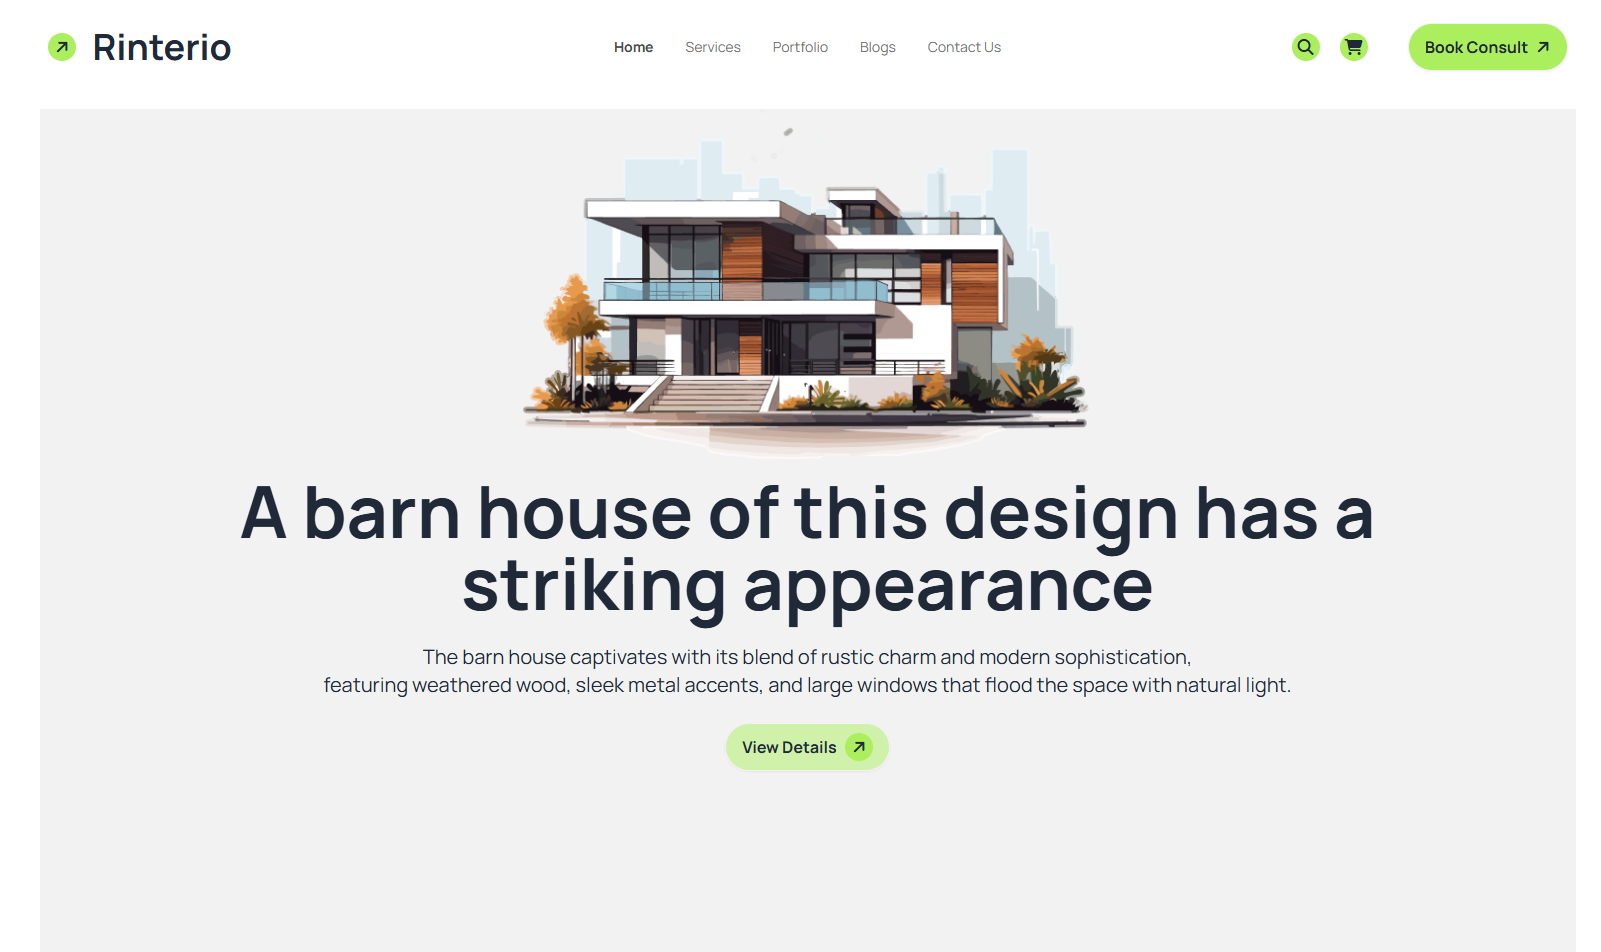 Rinterio
Home Services Portfolio Blogs Contact Us
Book Consult
A barn house of this design has a
striking appearance
The barn house captivates with its blend of rustic charm and modern sophistication,
featuring weathered wood, sleek metal accents, and large windows that flood the space with natural light.
View Details